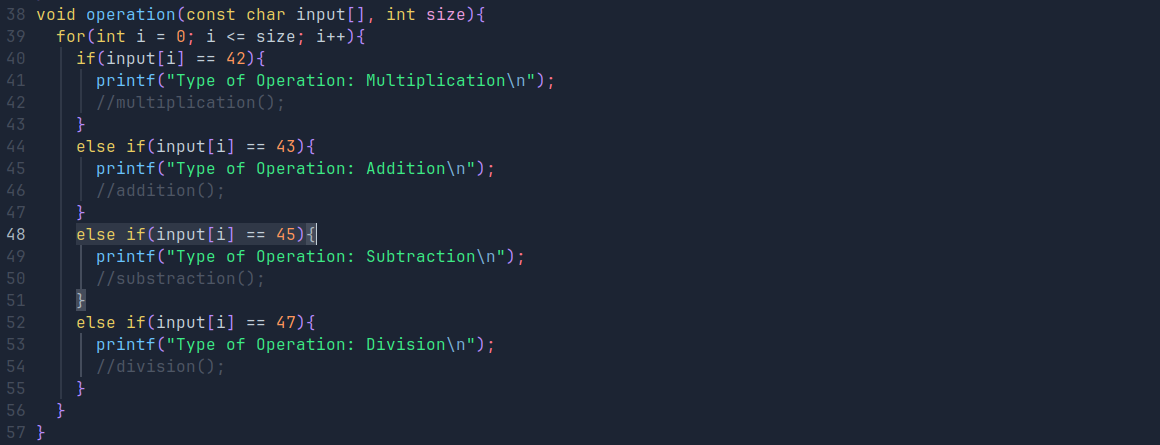 38 void operation(const char input[], int size){
39   for(int i = 0; i <= size; i++){
40     if(input[i] == 42){
41       printf("Type of Operation: Multiplication\n");
42       //multiplication();
43     }
44     else if(input[i] == 43){
45       printf("Type of Operation: Addition\n");
46       //addition();
47     }
48     else if(input[i] == 45){
49       printf("Type of Operation: Subtraction\n");
50       //substraction();
51     }
52     else if(input[i] == 47){
53       printf("Type of Operation: Division\n");
54       //division();
55     }
56   }
57 }